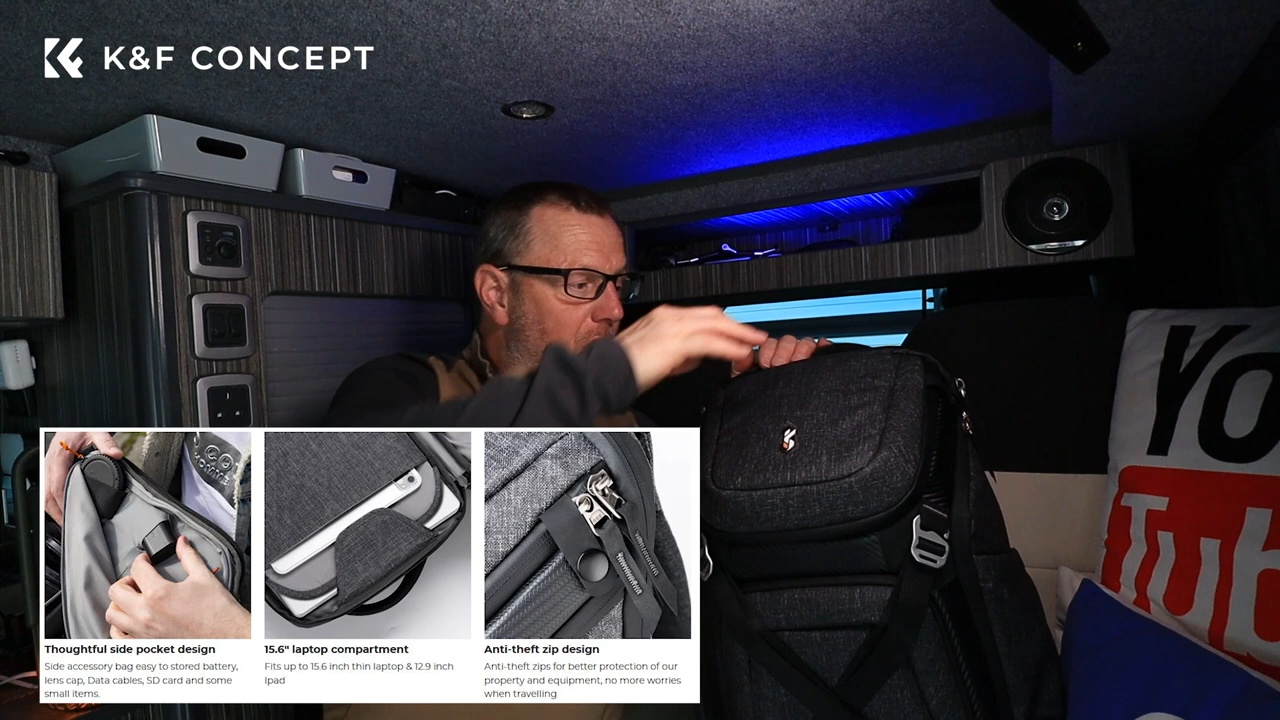 K&F CONCEPT
YO
Tub
Thoughtful side pocket design
Side accessory bag easy to stored battery,
lens cap, Data cables, SD card and some
small items.
15.6" laptop compartment
Fits up to 15.6 inch thin laptop & 12.9 inch
Ipad
Anti-theft zip design
Anti-theft zips for better protection of our
property and equipment, no more worries
when travelling